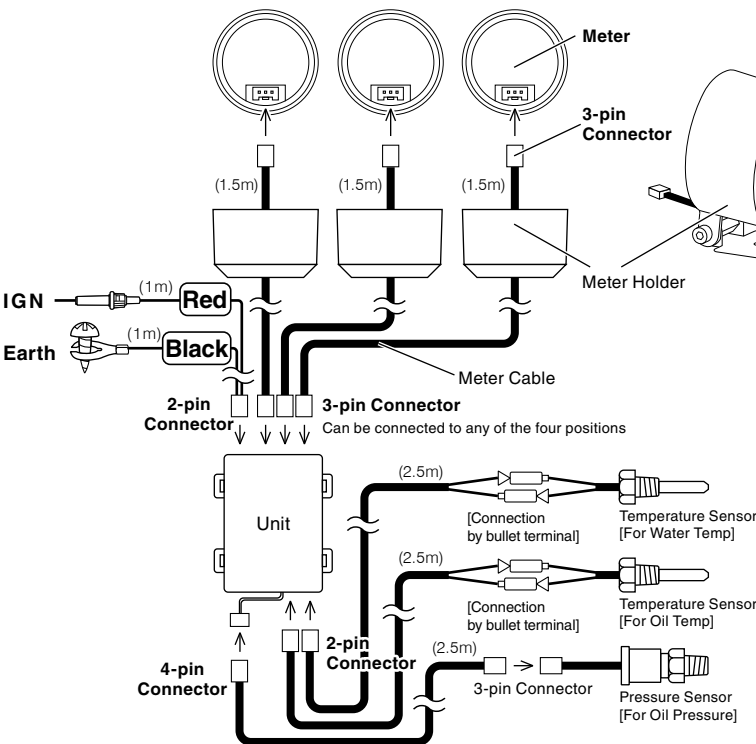 Meter
3-pin
Connector
(1.5m)
(1.5m)
(1.5m)
Meter Holder
IGN
(1m)
Red
Earth
(1m)
Black
Meter Cable
2-pin
Connector
3-pin Connector
Can be connected to any of the four positions
Unit
(2.5m)
[Connection
by bullet terminal]
Temperature Sensor
[For Water Temp]
(2.5m)
[Connection
by bullet terminal]
Temperature Sensor
[For Oil Temp]
2-pin
Connector
(2.5m)
4-pin
Connector
3-pin Connector
Pressure Sensor
[For Oil Pressure]